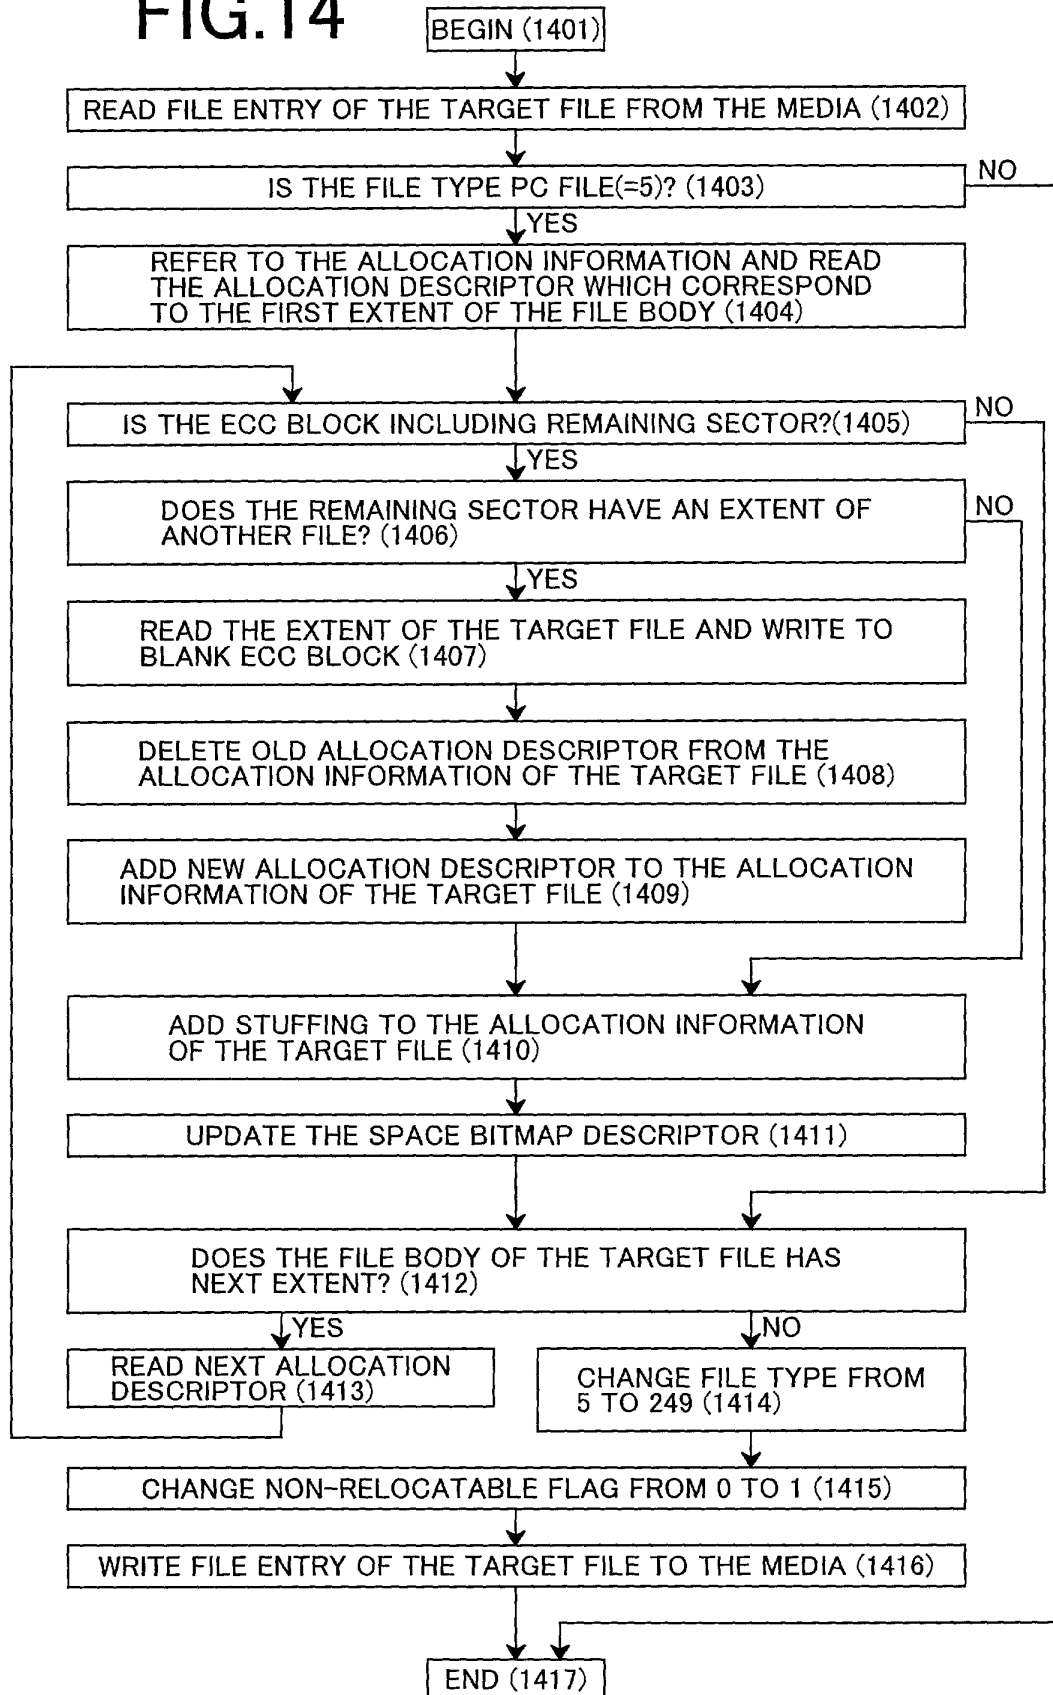 FIG.14
BEGIN (1401)
READ FILE ENTRY OF THE TARGET FILE FROM THE MEDIA (1402)
IS THE FILE TYPE PC FILE(=5)? (1403)
NO
YES
REFER TO THE ALLOCATION INFORMATION AND READ
THE ALLOCATION DESCRIPTOR WHICH CORRESPOND
TO THE FIRST EXTENT OF THE FILE BODY (1404)
IS THE ECC BLOCK INCLUDING REMAINING SECTOR?(1405)
NO
YES
DOES THE REMAINING SECTOR HAVE AN EXTENT OF
ANOTHER FILE? (1406)
NO
YES
READ THE EXTENT OF THE TARGET FILE AND WRITE TO
BLANK ECC BLOCK (1407)
DELETE OLD ALLOCATION DESCRIPTOR FROM THE
ALLOCATION INFORMATION OF THE TARGET FILE (1408)
ADD NEW ALLOCATION DESCRIPTOR TO THE ALLOCATION
INFORMATION OF THE TARGET FILE (1409)
ADD STUFFING TO THE ALLOCATION INFORMATION
OF THE TARGET FILE (1410)
UPDATE THE SPACE BITMAP DESCRIPTOR (1411)
DOES THE FILE BODY OF THE TARGET FILE HAS
NEXT EXTENT? (1412)
YES
NO
READ NEXT ALLOCATION
DESCRIPTOR (1413)
CHANGE FILE TYPE FROM
5 TO 249 (1414)
CHANGE NON-RELOCATABLE FLAG FROM 0 TO 1 (1415)
WRITE FILE ENTRY OF THE TARGET FILE TO THE MEDIA (1416)
END (1417)